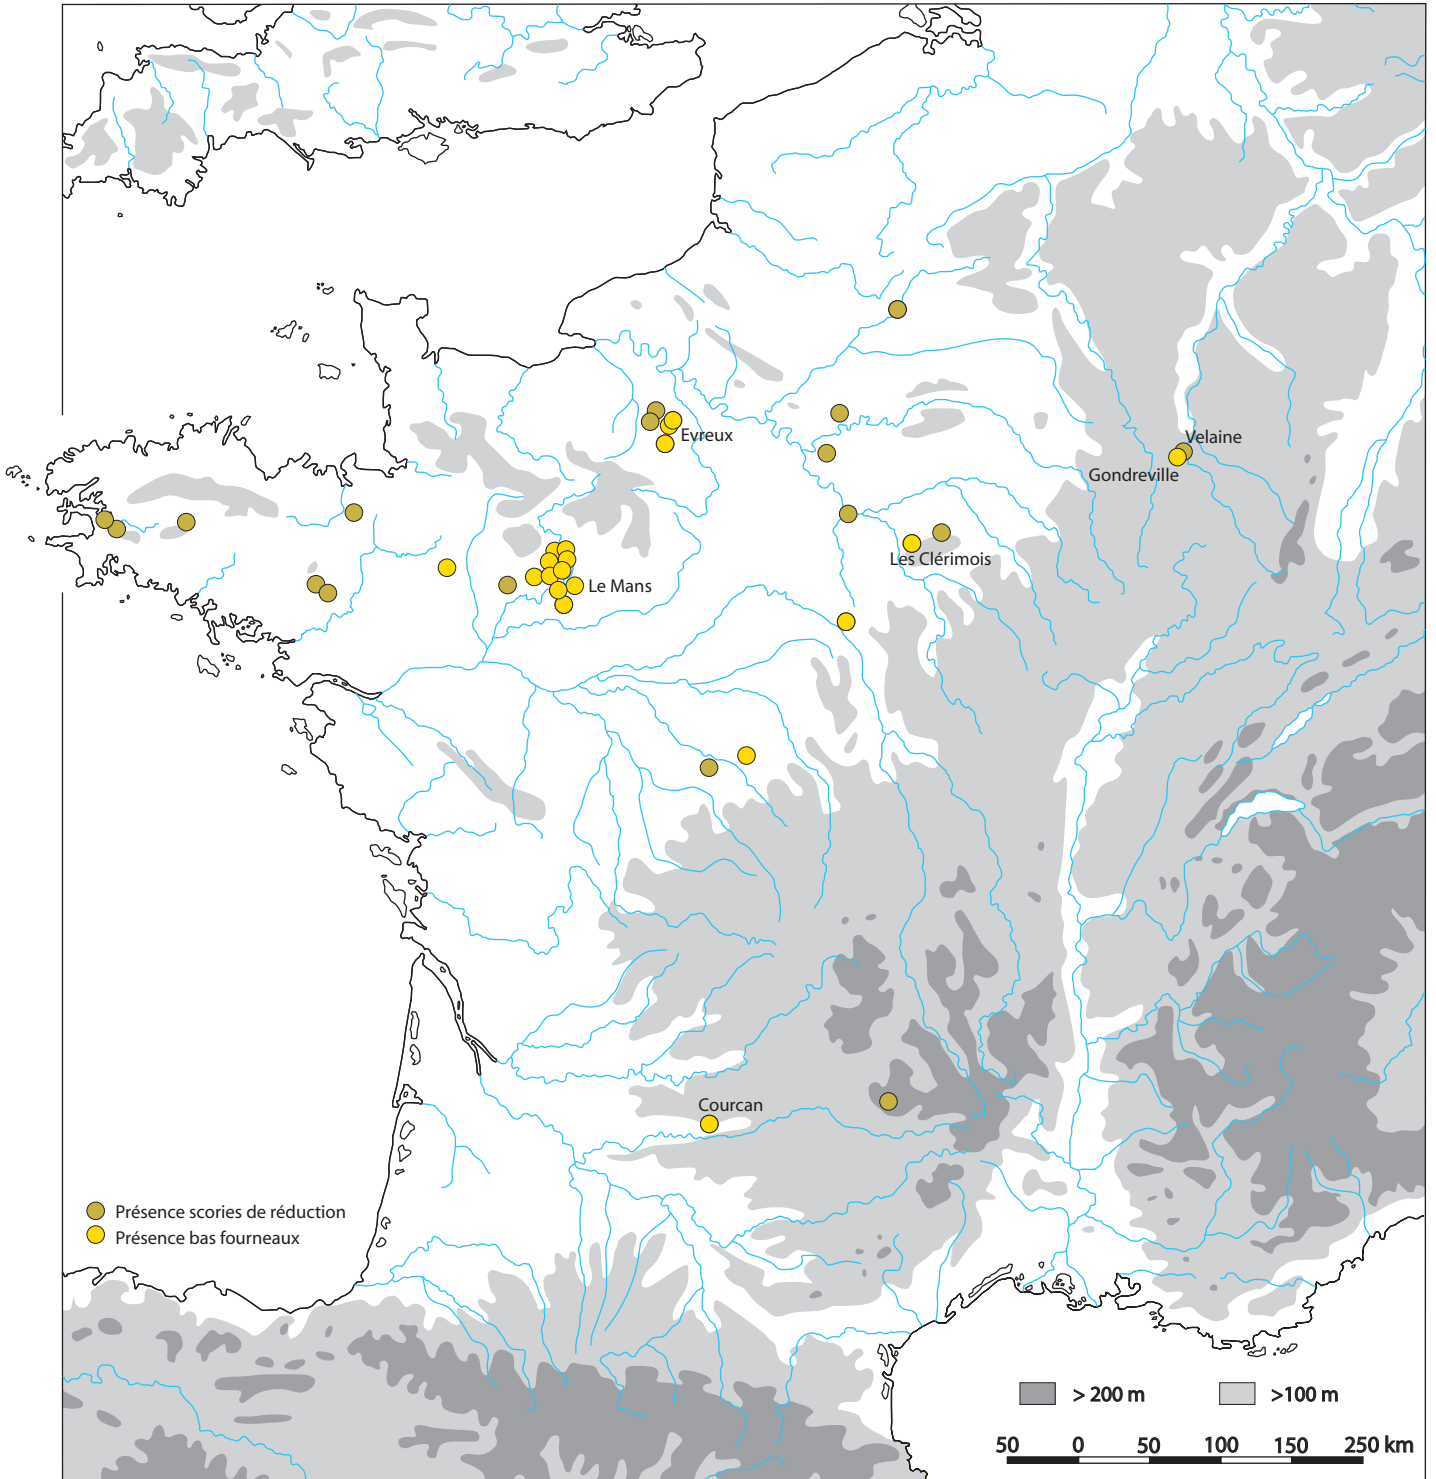 Evreux
Velaine
Gondreville
Les Clérimois
Le Mans
Courcan
Présence scories de réduction
Présence bas fourneaux
> 200 m >100 m
50 0 50 100 150 250 km